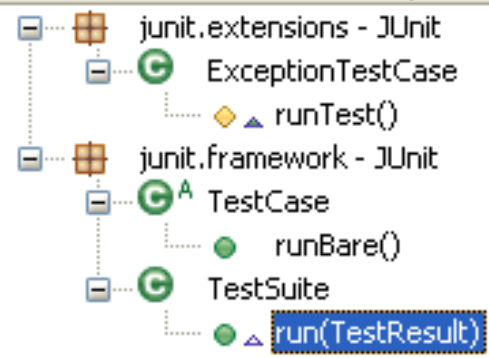 junit.extensions - JUnit
C ExceptionTestCase
runTest()
junit.framework - JUnit
C A TestCase
runBare()
C TestSuite
run(TestResult)